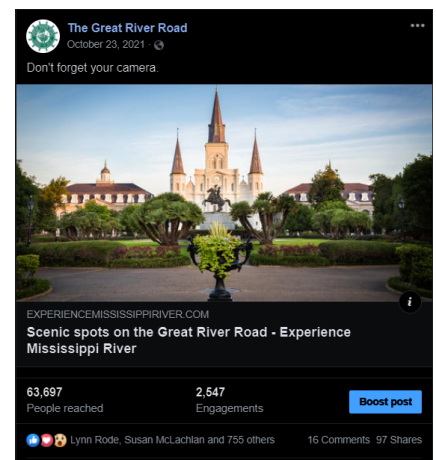 The Great River Road
October 23, 2021 ·
Don't forget your camera.
i
EXPERIENCEMISSISSIPPIRIVER.COM
Scenic spots on the Great River Road - Experience
Mississippi River
63,697 2,547
People reached Engagements
Boost post
Lynn Rode, Susan McLachlan and 755 others 16 Comments 97 Shares